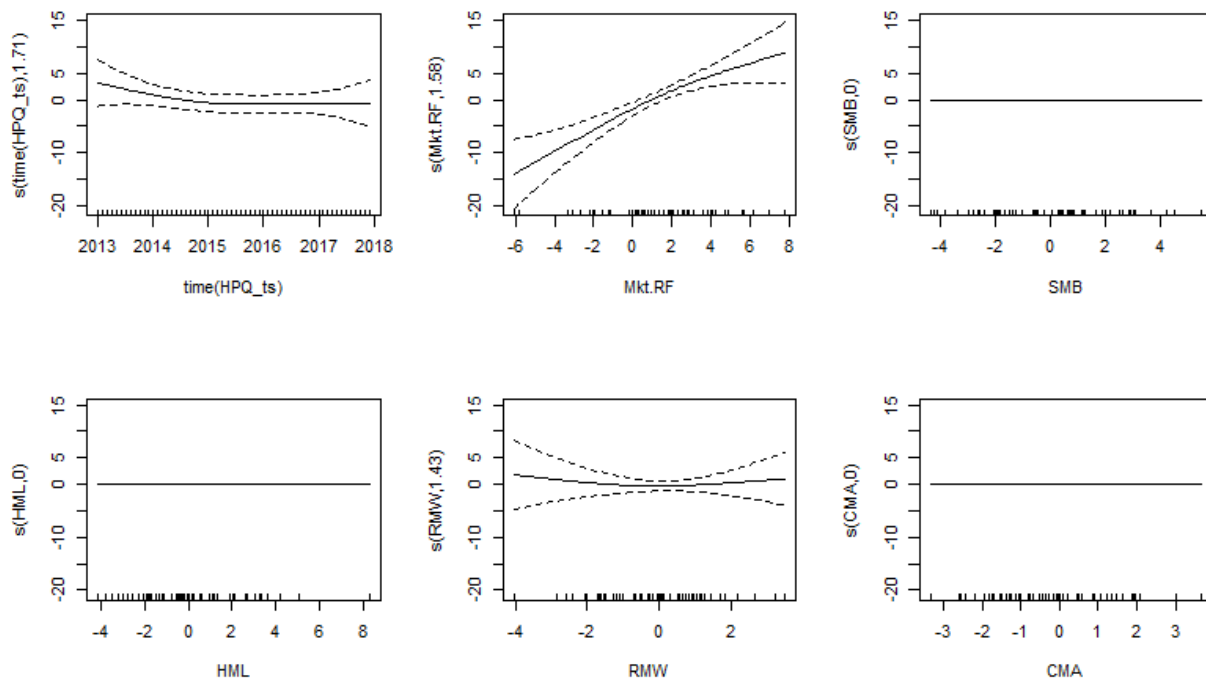 s(time(HPQ_ts),1.71)
15
5
0
-10
-20
2013 2014 2015 2016 2017 2018
time(HPQ_ts)
s(Mkt.RF,1.58)
15
5
0
-10
-20
-6 -4 -2 0 2 4 6 8
Mkt.RF
s(SMB,0)
15
5
0
-10
-20
-4 -2 0 2 4
SMB
s(HML,0)
15
5
0
-10
-20
-4 -2 0 2 4 6 8
HML
s(RMW,1.43)
15
5
0
-10
-20
-4 -2 0 2
RMW
s(CMA,0)
15
5
0
-10
-20
-3 -2 -1 0 1 2 3
CMA